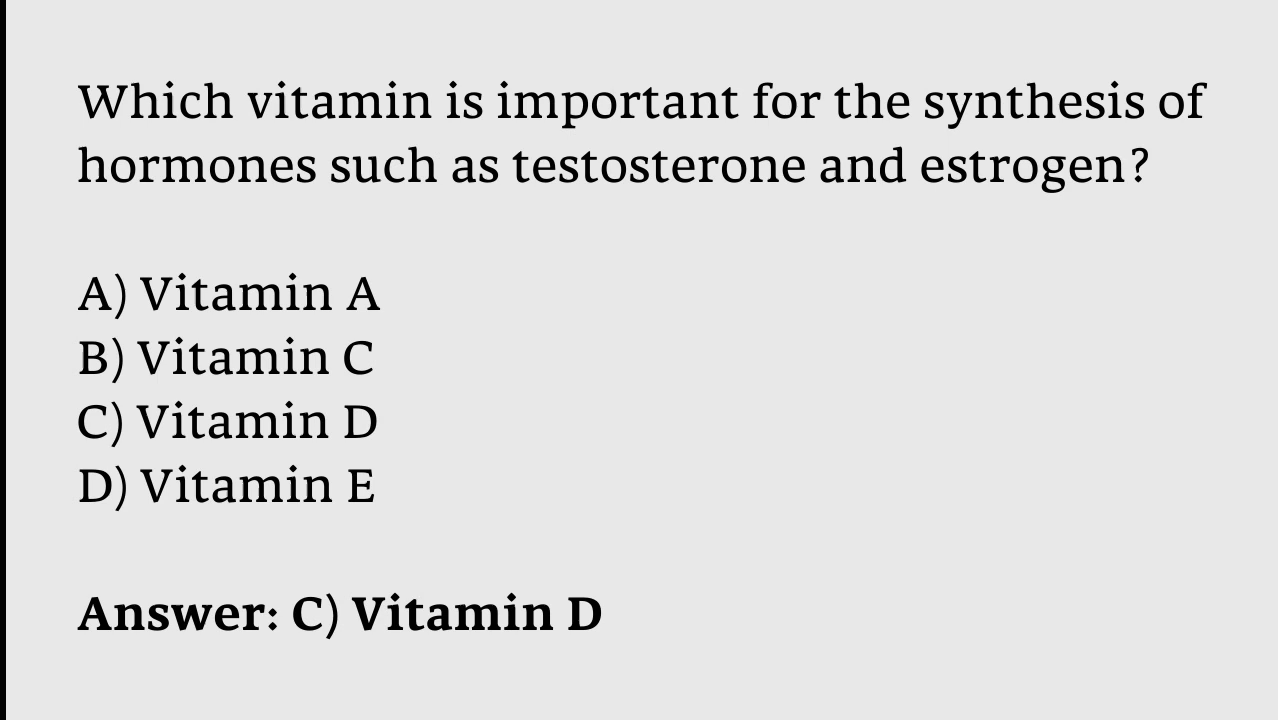 Which vitamin is important for the synthesis of
hormones such as testosterone and estrogen?
A) Vitamin A
B) Vitamin C
C) Vitamin D
D) Vitamin E
Answer: C) Vitamin D